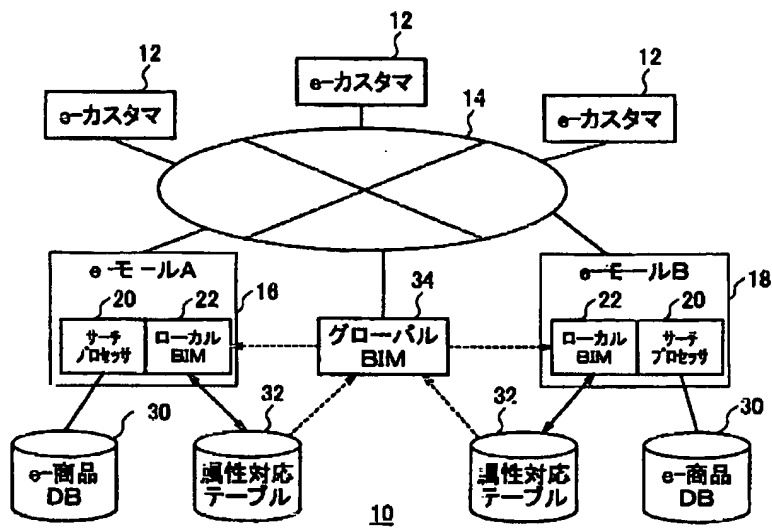 12
12
12
e-カスタマ
e-カスタマ
e-カスタマ
14
e-モールA
16
20
22
サーチ
プロセッサ
ローカル
BIM
34
グローバル
BIM
e-モールB
18
22
20
ローカル
BIM
サーチ
プロセッサ
30
e-商品
DB
32
属性対応
テーブル
32
属性対応
テーブル
30
e-商品
DB
10